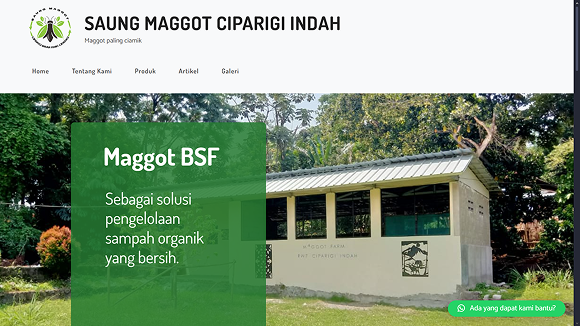 SAUNG MAGGOT CIPARIGI INDAH
Maggot paling ciamik
Home Tentang Kami Produk Artikel Galeri
Maggot BSF
Sebagai solusi
pengelolaan
sampah organik
yang bersih.
MAGGOT FARM
CIPARIGI INDAH
Ada yang dapat kami bantu?